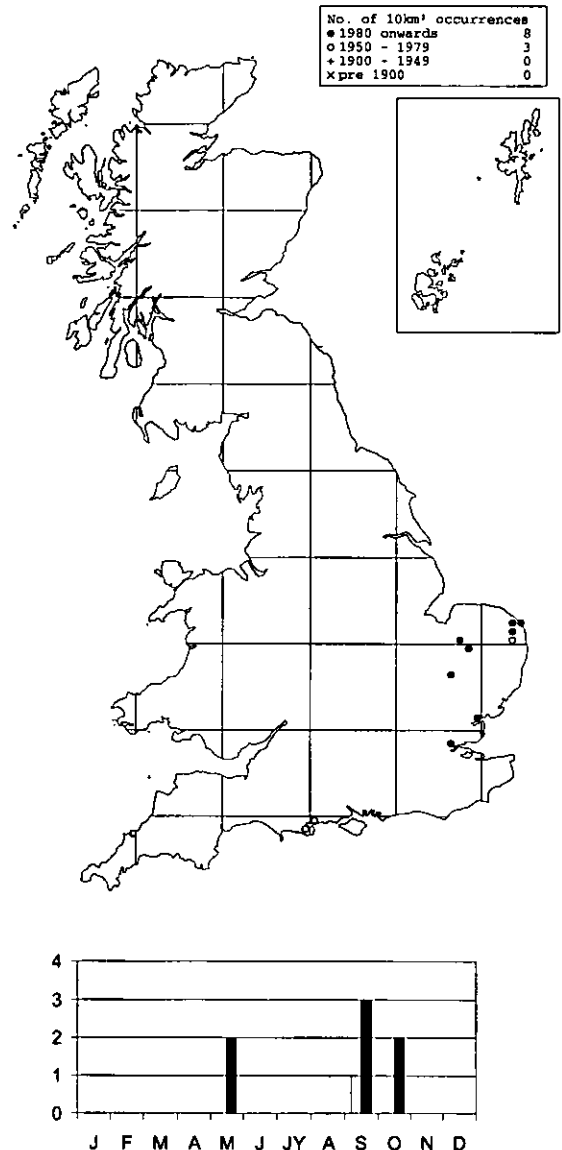 No. of 10km² occurrences
● 1980 onwards 8
○ 1950 - 1979 3
+ 1900 - 1949 0
× pre 1900 0
4
3
2
1
0
J F M A M J JY A S O N D